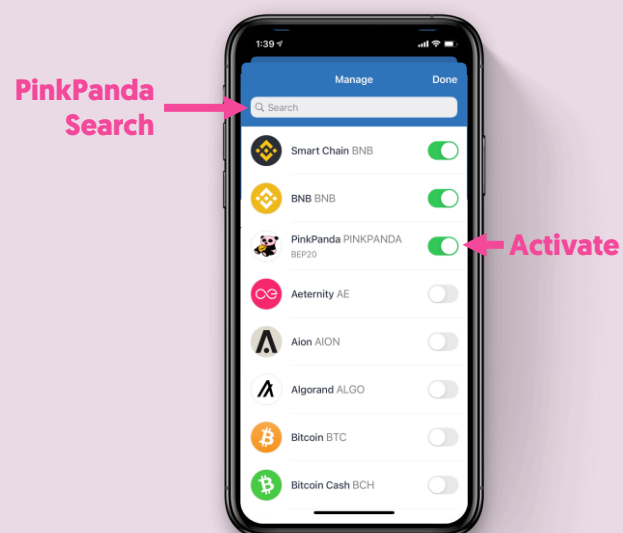 1:39
Manage
Done
PinkPanda
Search
Search
Smart Chain BNB
BNB BNB
PinkPanda PINKPANDA
BEP20
Activate
Aeternity AE
Aion AION
Algorand ALGO
Bitcoin BTC
Bitcoin Cash BCH